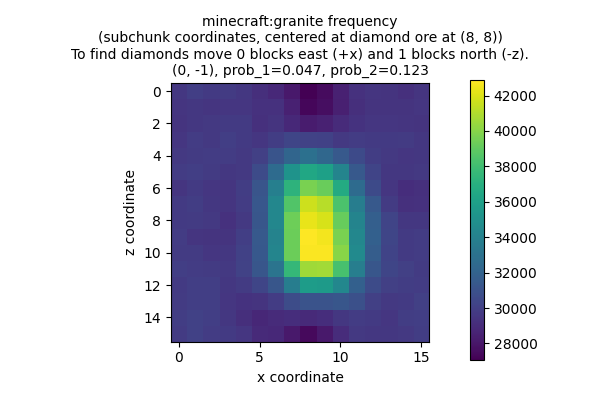 minecraft:granite frequency
(subchunk coordinates, centered at diamond ore at (8, 8))
To find diamonds move 0 blocks east (+x) and 1 blocks north (-z).
(0, -1), prob_1=0.047, prob_2=0.123
0
2
4
6
8
10
12
14
z coordinate
0 5 10 15
x coordinate
42000
40000
38000
36000
34000
32000
30000
28000